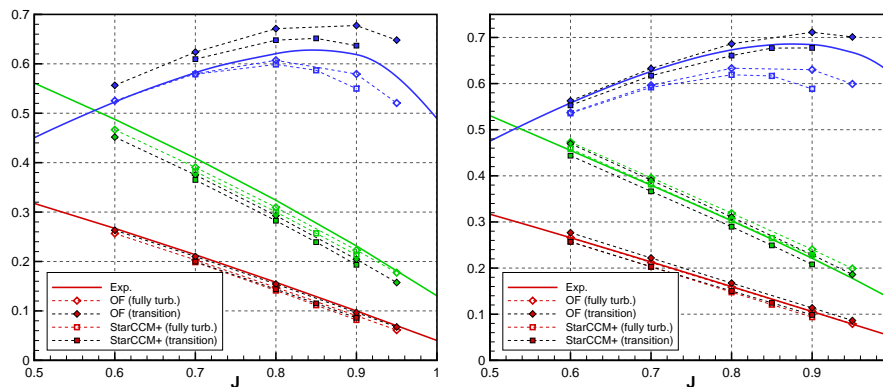 0.7
0.6
0.5
0.4
0.3
0.2
0.1
0
0.5
0.6
0.7
0.8
0.9
1
J
Exp.
OF (fully turb.)
OF (transition)
StarCCM+ (fully turb.)
StarCCM+ (transition)
0.7
0.6
0.5
0.4
0.3
0.2
0.1
0
0.5
0.6
0.7
0.8
0.9
1
J
Exp.
OF (fully turb.)
OF (transition)
StarCCM+ (fully turb.)
StarCCM+ (transition)